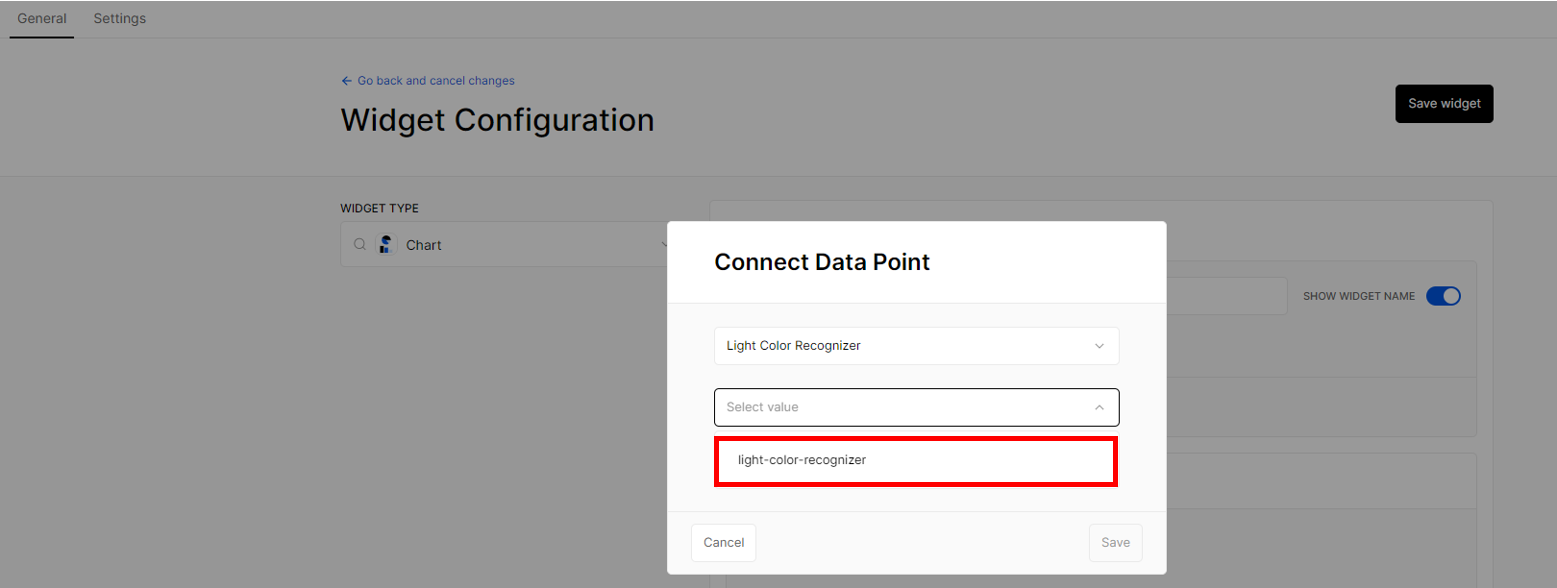 General
Settings
Go back and cancel changes
Widget Configuration
Save widget
WIDGET TYPE
Chart
Connect Data Point
SHOW WIDGET NAME
Light Color Recognizer
Select value
light-color-recognizer
Cancel
Save